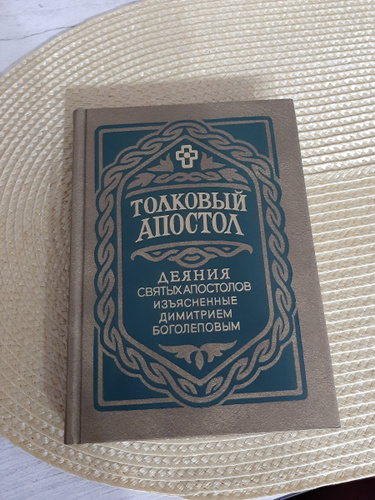 ТОЛКОВЫЙ
АПОСТОЛ
ДЕЯНИЯ
СВЯТЫХ АПОСТОЛОВ
ИЗЪЯСНЕННЫЕ
ДИМИТРИЕМ
БОГОЛЕПОВЫМ